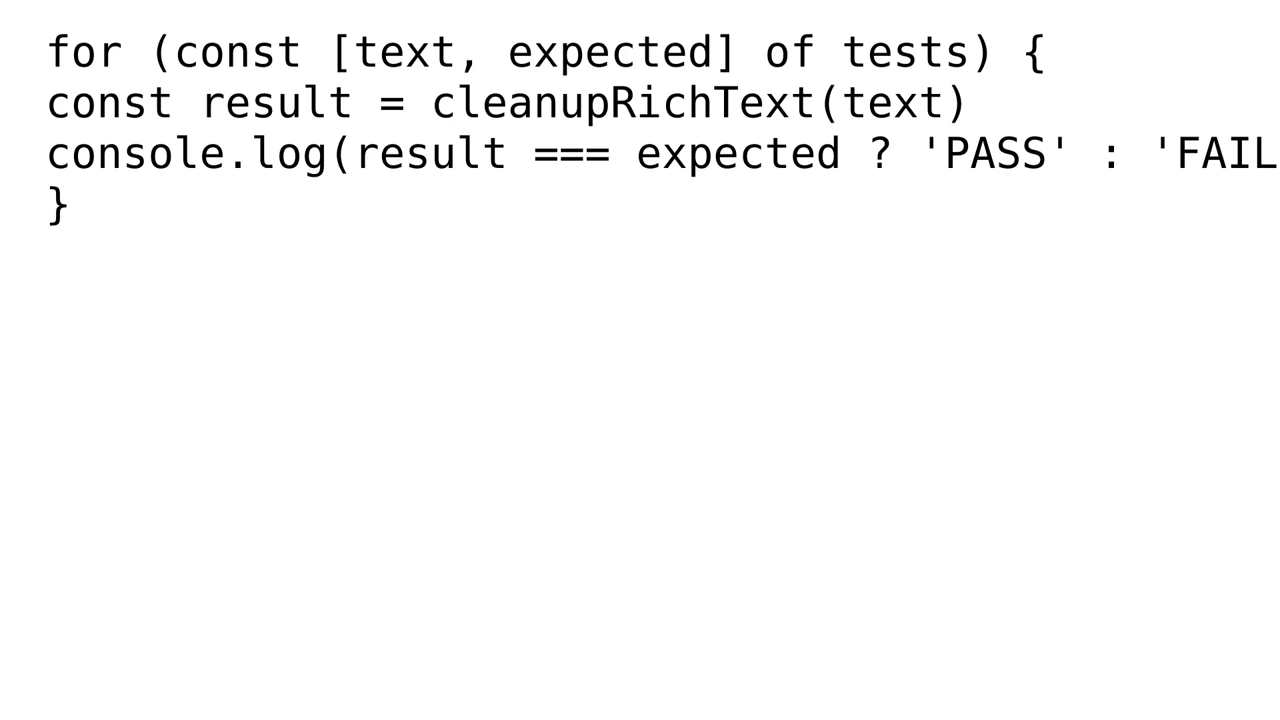 for (const [text, expected] of tests) {
const result = cleanupRichText(text)
console.log(result === expected ? 'PASS' : 'FAIL
}